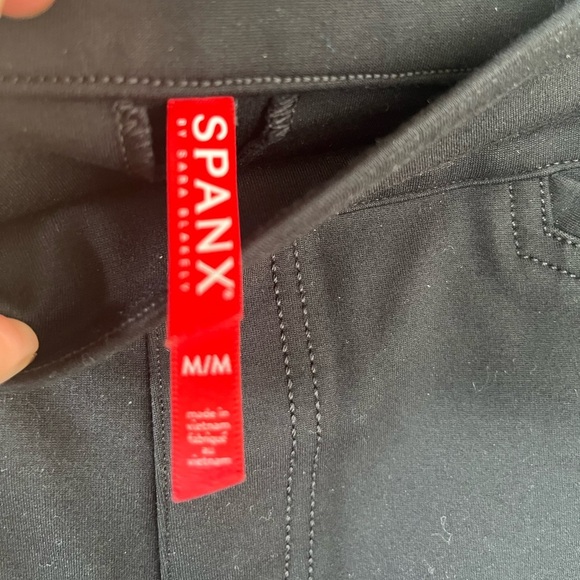 SPANX®
BY SARA BLAKELY
M/M
made in
vietnam
fabriqué
au
vietnam